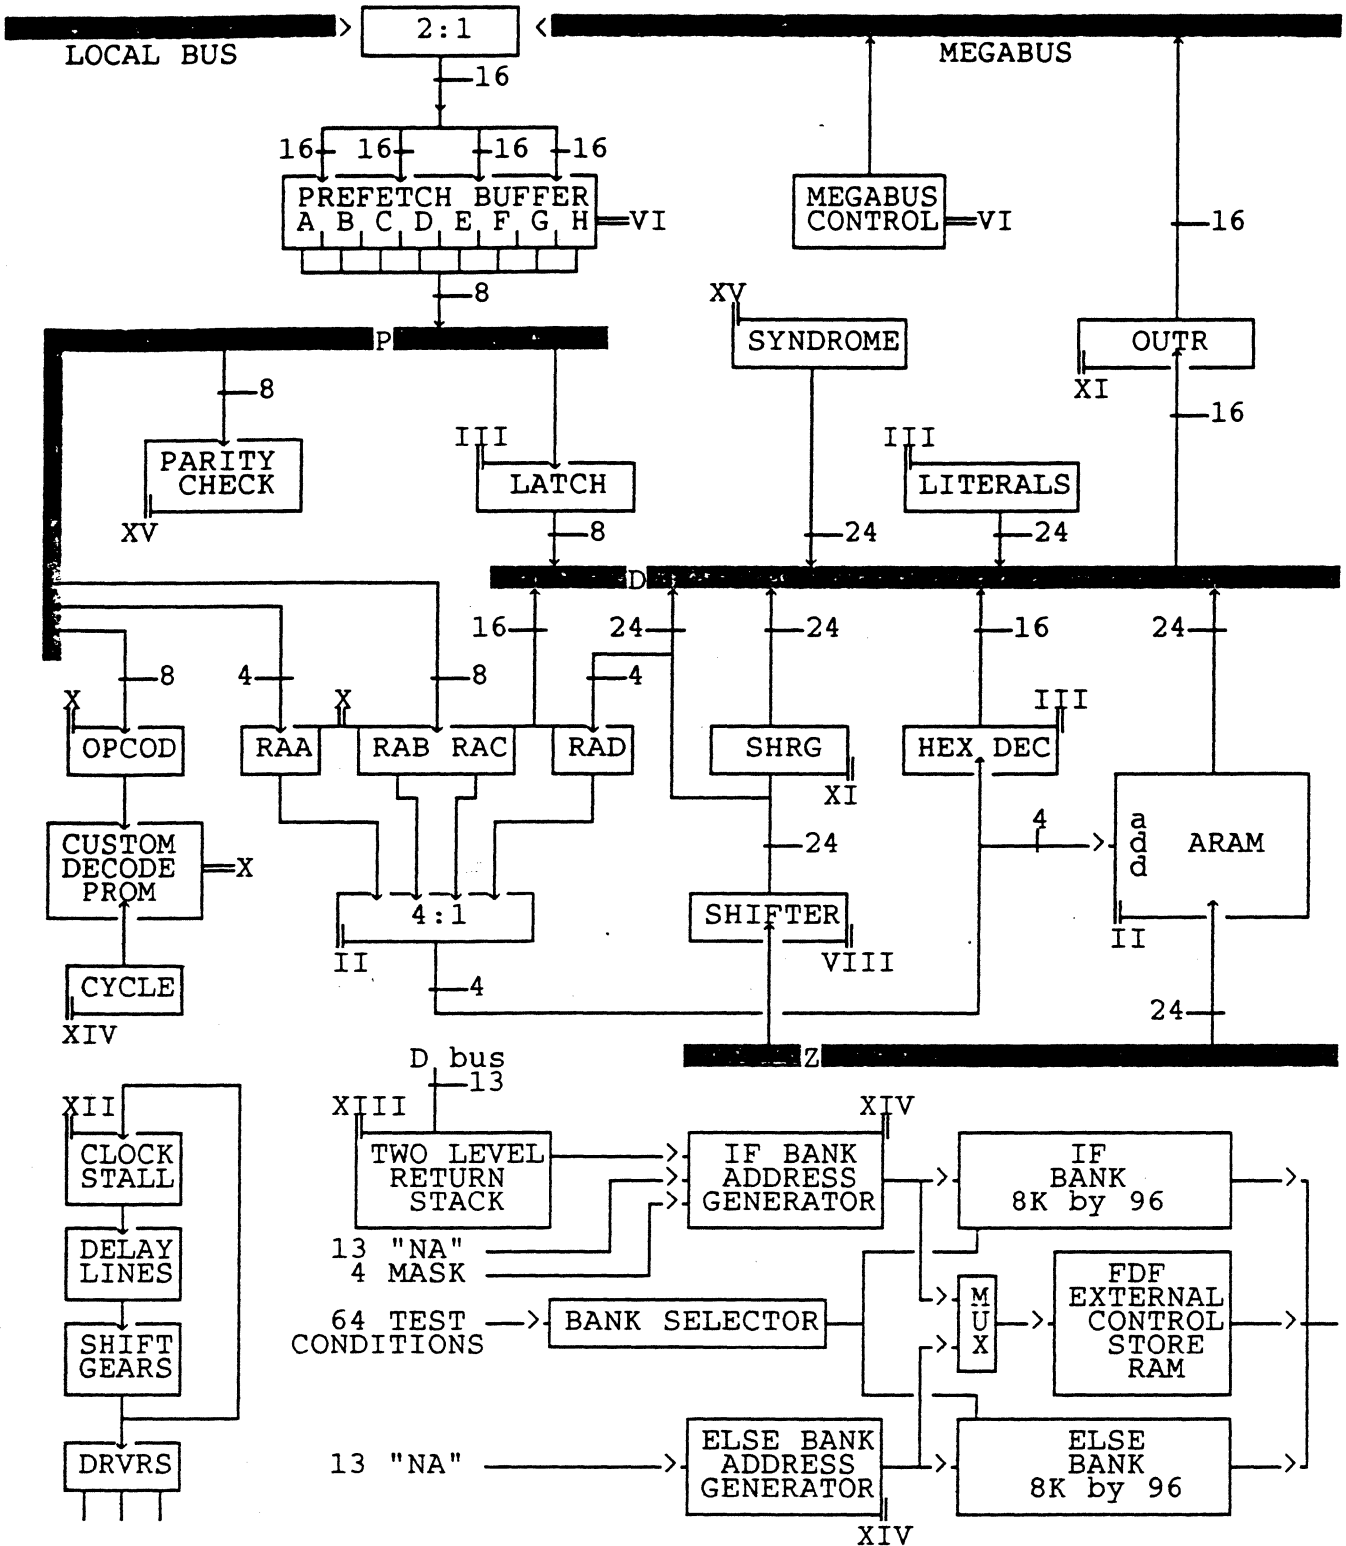 2:1
LOCAL BUS
MEGABUS
16
16 16 16 16
PREFETCH BUFFER
A B C D E F G H
VI
MEGABUS
CONTROL
VI
16
8
XV
SYNDROME
OUTR
XI
16
P
8
PARITY
CHECK
XV
III
LATCH
8
III
LITERALS
24
24
D
16
24
24
16
24
8
4
8
4
X
OPCOD
X
RAA
RAB RAC
RAD
SHRG
XI
III
HEX DEC
4
add
ARAM
II
CUSTOM
DECODE
PROM
X
24
4:1
II
SHIFTER
VIII
CYCLE
XIV
4
24
Z
D bus
13
XII
CLOCK
STALL
DELAY
LINES
SHIFT
GEARS
DRVRS
XIII
TWO LEVEL
RETURN
STACK
XIV
IF BANK
ADDRESS
GENERATOR
IF
BANK
8K by 96
13 "NA"
4 MASK
64 TEST
CONDITIONS
BANK SELECTOR
MUX
FDF
EXTERNAL
CONTROL
STORE
RAM
13 "NA"
ELSE BANK
ADDRESS
GENERATOR
XIV
ELSE
BANK
8K by 96